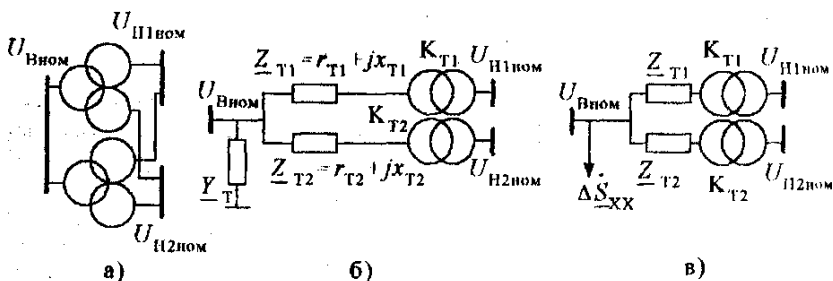 U_Вном
U_Н1ном
U_Н2ном
а)
U_Вном
Z_Т1 = r_Т1 + jx_Т1
K_Т1
U_Н1ном
K_Т2
Z_Т2 = r_Т2 + jx_Т2
U_Н2ном
Y_Т
б)
U_Вном
Z_Т1
K_Т1
U_Н1ном
Z_Т2
K_Т2
U_Н2ном
ΔṠ_ХХ
в)